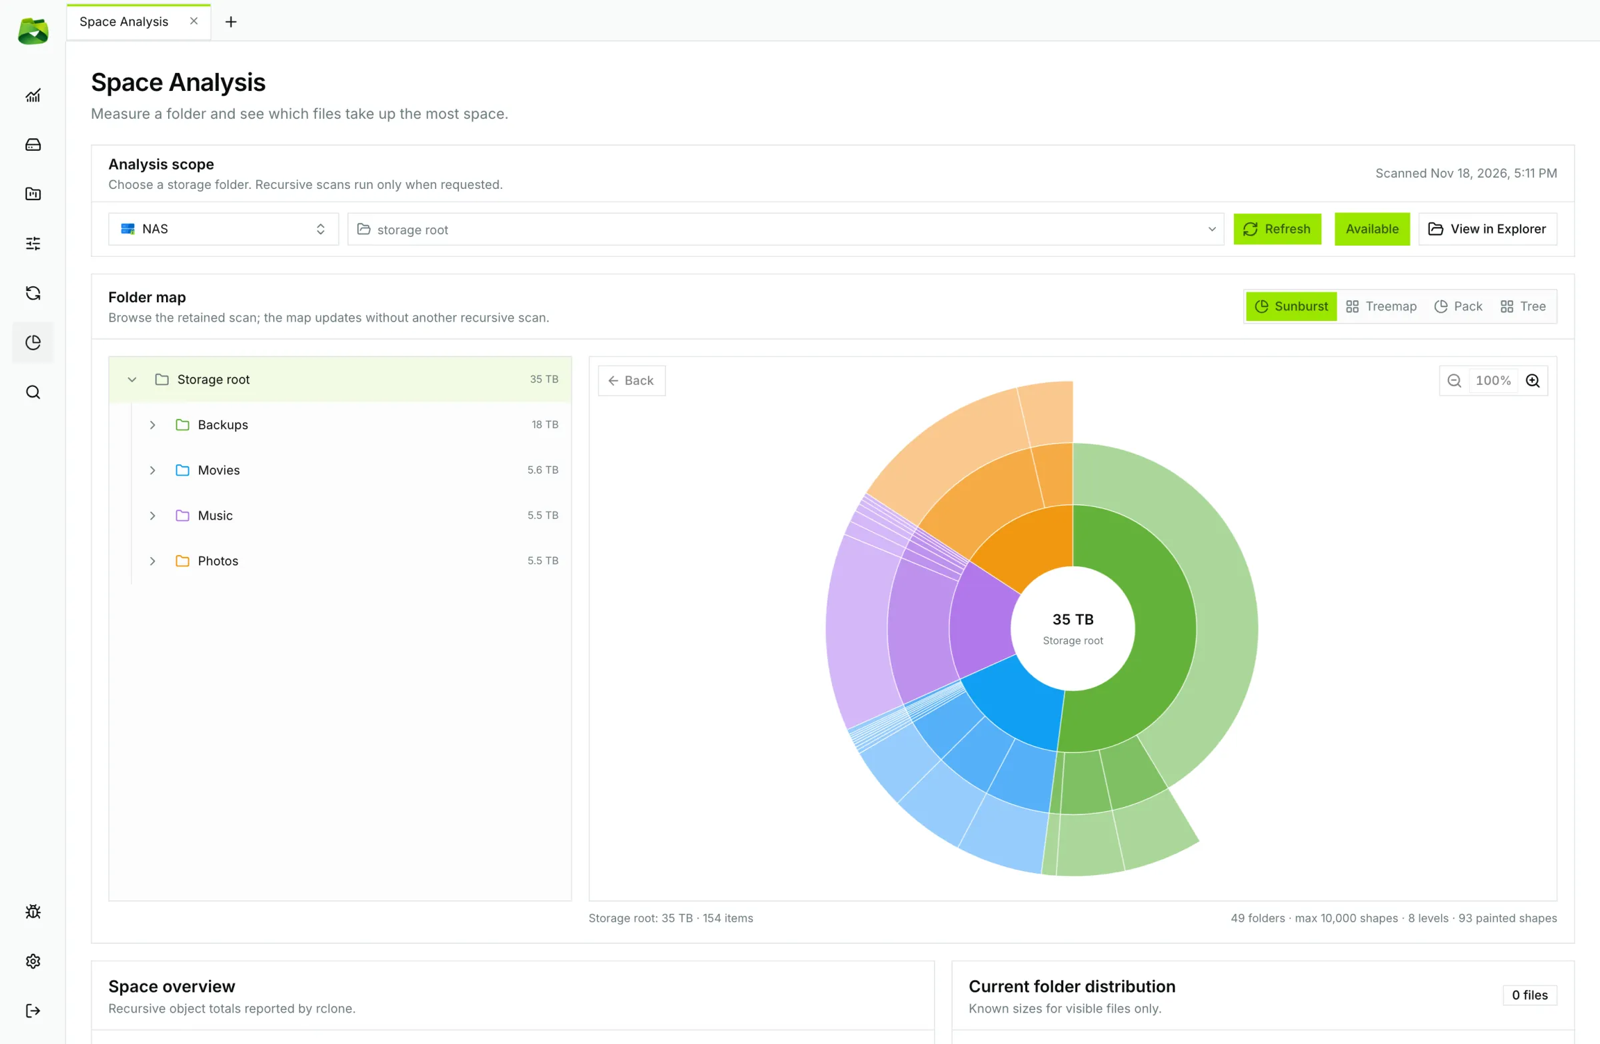 Space Analysis
Space Analysis
Measure a folder and see which files take up the most space.
Analysis scope
Choose a storage folder. Recursive scans run only when requested.
Scanned Nov 18, 2026, 5:11 PM
NAS
storage root
Refresh
Available
View in Explorer
Folder map
Browse the retained scan; the map updates without another recursive scan.
Sunburst
Treemap
Pack
Tree
Storage root 35 TB
Backups 18 TB
Movies 5.6 TB
Music 5.5 TB
Photos 5.5 TB
Back
100%
35 TB
Storage root
Storage root: 35 TB · 154 items
49 folders · max 10,000 shapes · 8 levels · 93 painted shapes
Space overview
Recursive object totals reported by rclone.
Current folder distribution
Known sizes for visible files only.
0 files